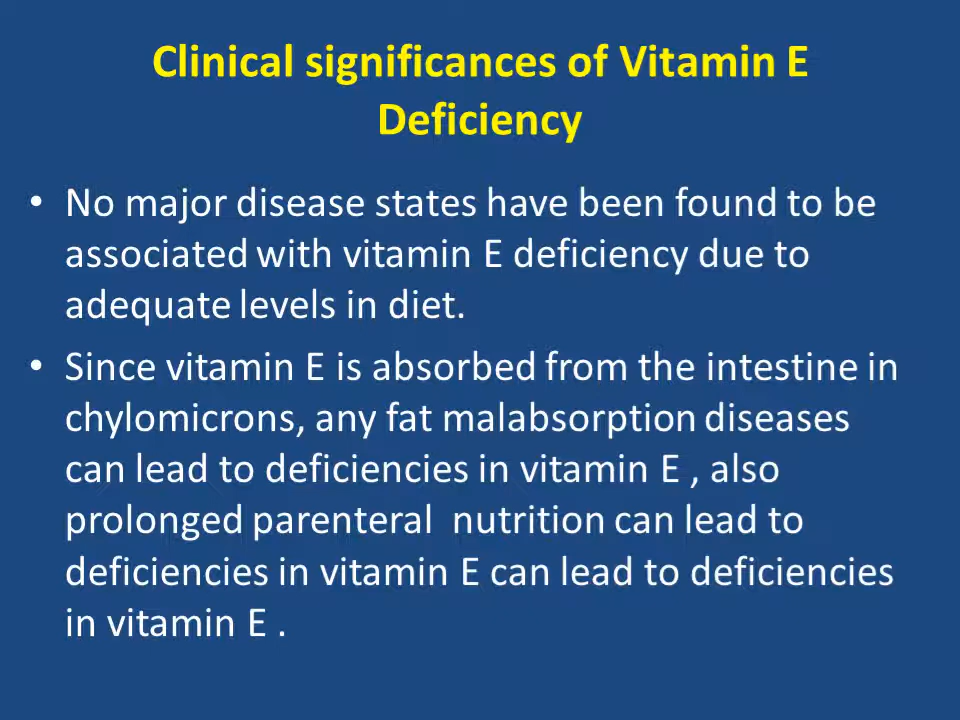 Clinical significances of Vitamin E
Deficiency
• No major disease states have been found to be
associated with vitamin E deficiency due to
adequate levels in diet.
• Since vitamin E is absorbed from the intestine in
chylomicrons, any fat malabsorption diseases
can lead to deficiencies in vitamin E , also
prolonged parenteral  nutrition can lead to
deficiencies in vitamin E can lead to deficiencies
in vitamin E .